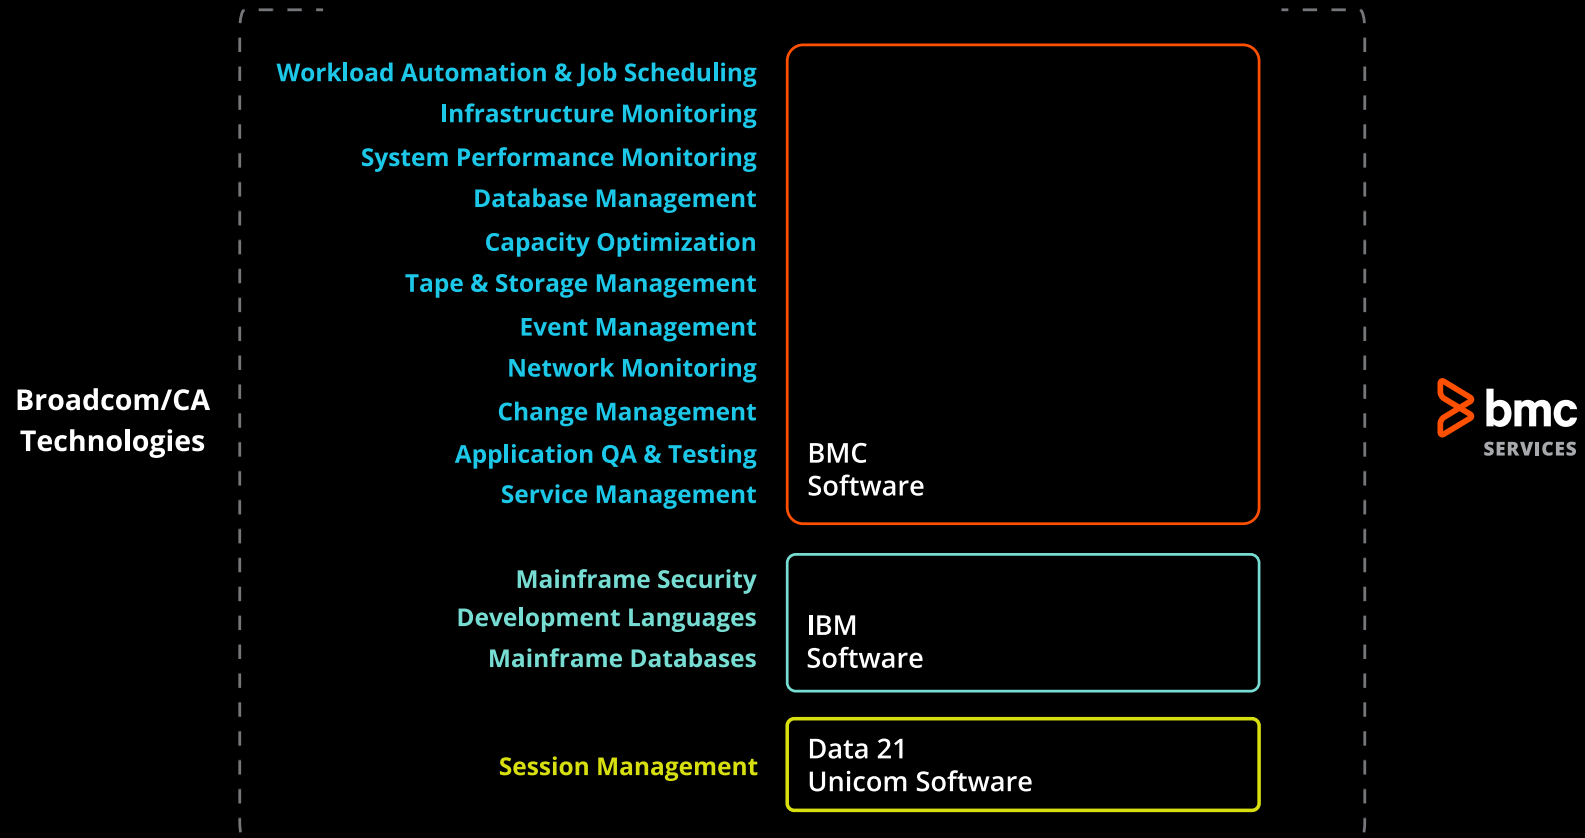 Workload Automation & Job Scheduling
Infrastructure Monitoring
System Performance Monitoring
Database Management
Capacity Optimization
Tape & Storage Management
Event Management
Network Monitoring
Change Management
Application QA & Testing
Service Management
BMC
Software
Broadcom/CA
Technologies
bmc
SERVICES
Mainframe Security
Development Languages
Mainframe Databases
IBM
Software
Session Management
Data 21
Unicom Software